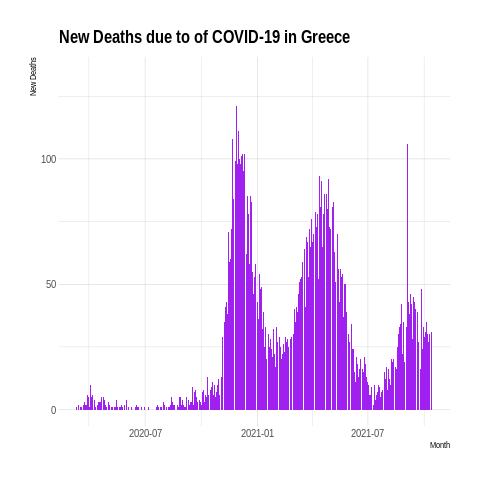 New Deaths due to of COVID-19 in Greece
New Deaths
100
50
0
2020-07
2021-01
2021-07
Month